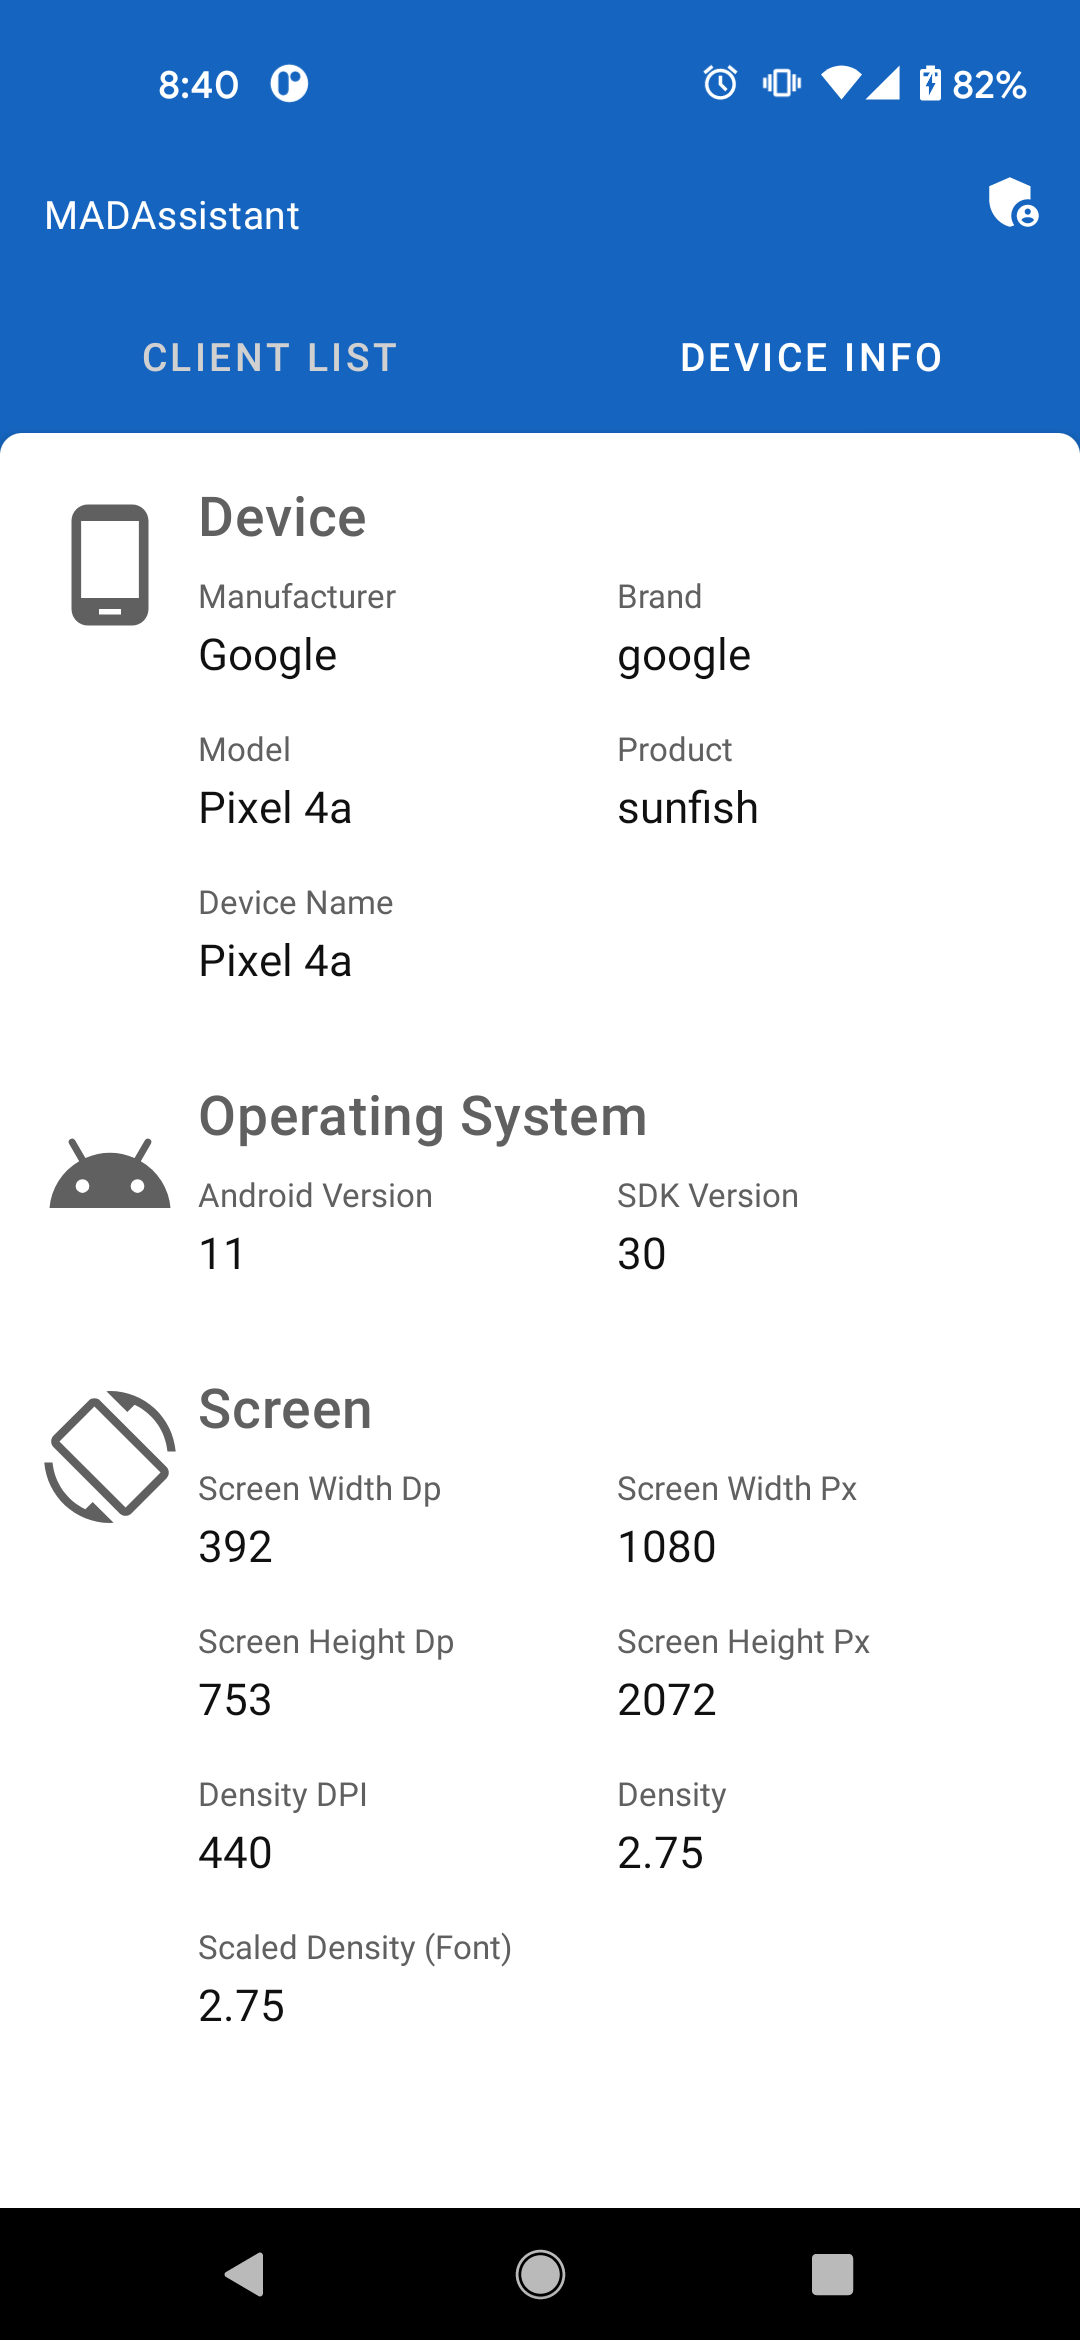 8:40 82%
MADAssistant
CLIENT LIST DEVICE INFO
Device
Manufacturer Brand
Google google
Model Product
Pixel 4a sunfish
Device Name
Pixel 4a
Operating System
Android Version SDK Version
11 30
Screen
Screen Width Dp Screen Width Px
392 1080
Screen Height Dp Screen Height Px
753 2072
Density DPI Density
440 2.75
Scaled Density (Font)
2.75